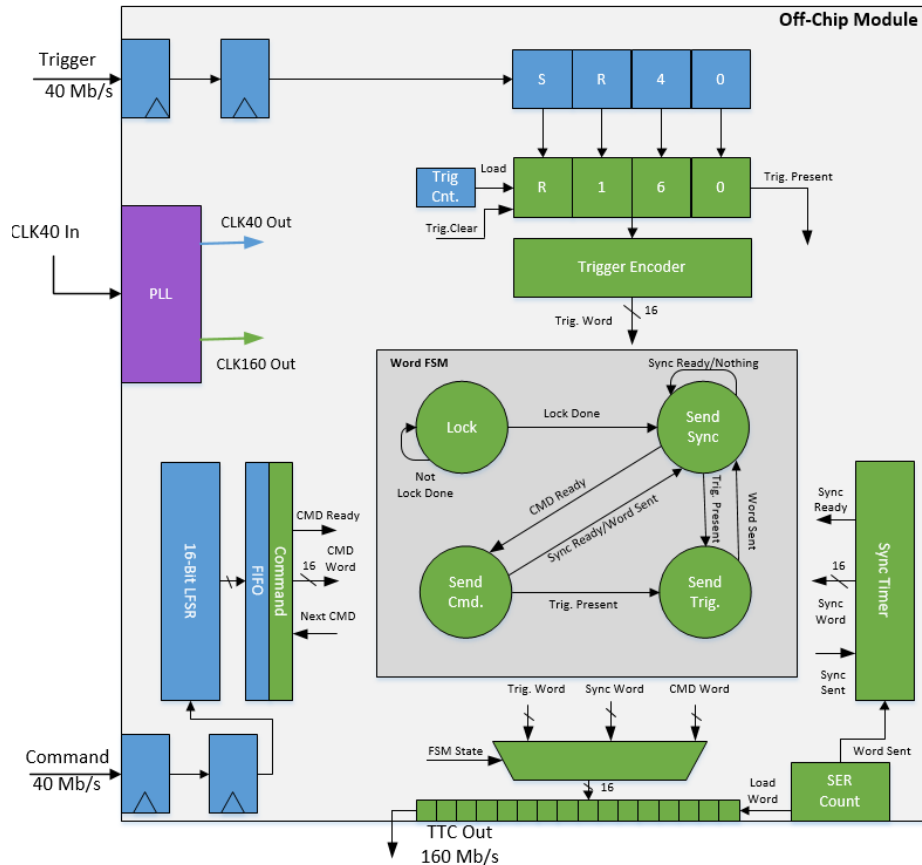 Off-Chip Module
Trigger
40 Mb/s
S R 4 0
Trig
Cnt.
Load
R 1 6 0
Trig. Present
Trig.Clear
Trigger Encoder
Trig. Word
16
CLK40 In
PLL
CLK40 Out
CLK160 Out
Word FSM
Sync Ready/Nothing
Lock
Lock Done
Send
Sync
Not
Lock Done
CMD Ready
Sync Ready/Word Sent
Trig. Present
Word Sent
Send
Cmd.
Trig. Present
Send
Trig.
16-Bit LFSR
FIFO
Command
CMD Ready
CMD
Word
16
Next CMD
Sync
Ready
16
Sync
Word
Sync
Sent
Sync Timer
Command
40 Mb/s
Trig. Word
Sync Word
CMD Word
FSM State
16
Word Sent
Load
Word
SER
Count
TTC Out
160 Mb/s